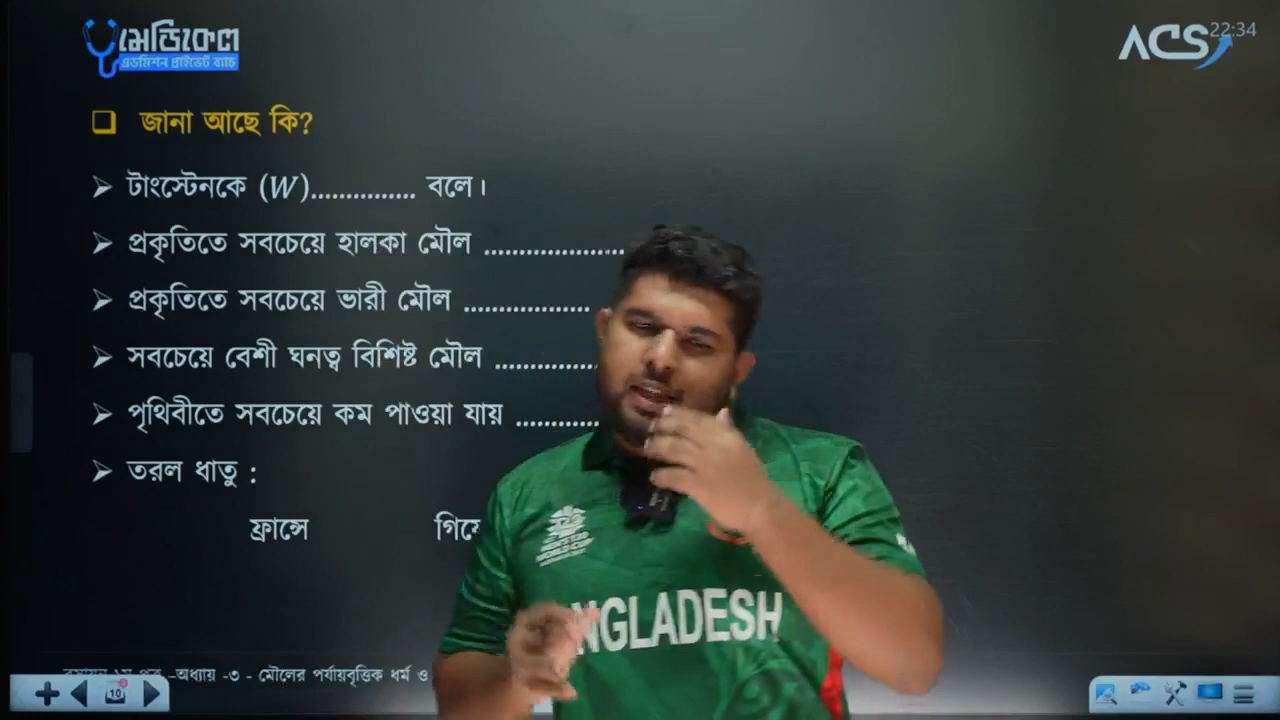 মেডিকেল
এডমিশন প্রাইভেট ব্যাচ
ACS
22:34
জানা আছে কি?
টাংস্টেনকে (W)............... বলে।
প্রকৃতিতে সবচেয়ে হালকা মৌল ....................
প্রকৃতিতে সবচেয়ে ভারী মৌল ..................
সবচেয়ে বেশী ঘনত্ব বিশিষ্ট মৌল ...............
পৃথিবীতে সবচেয়ে কম পাওয়া যায় ............
তরল ধাতু :
ফ্রান্সে
BANGLADESH
অধ্যায় -৩ - মৌলের পর্যায়বৃত্তিক ধর্ম ও
10